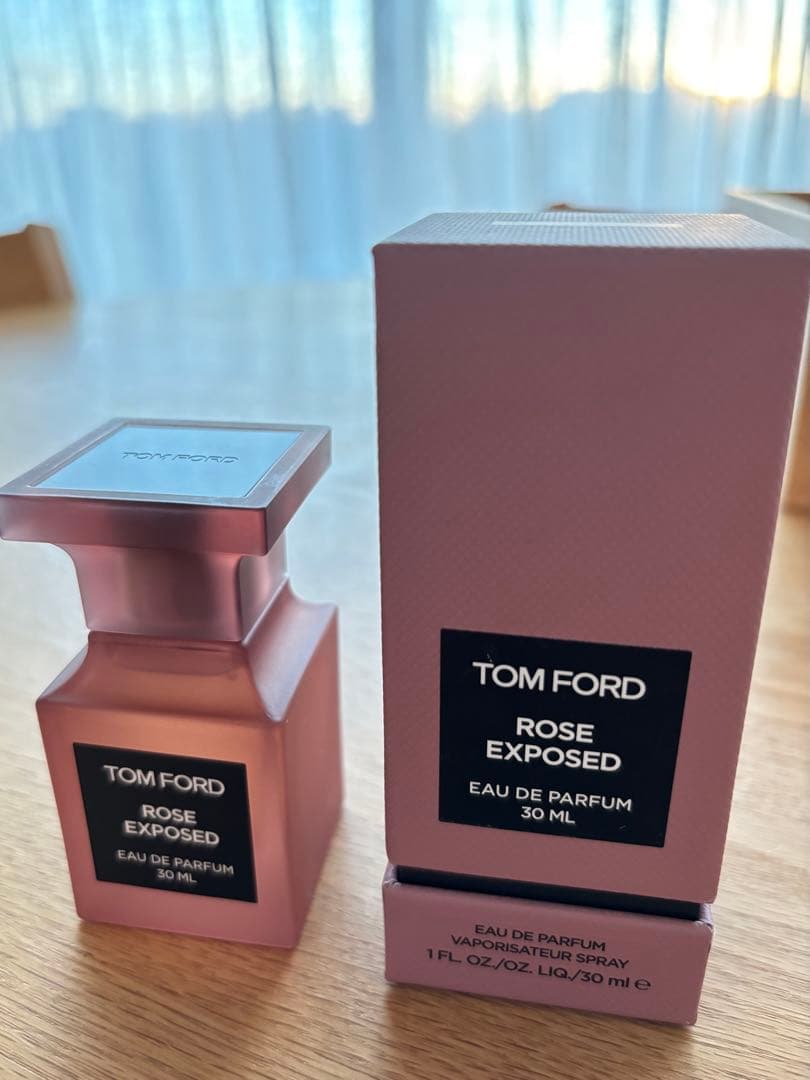 TOM FORD
TOM FORD
ROSE
EXPOSED
EAU DE PARFUM
30 ML
TOM FORD
ROSE
EXPOSED
EAU DE PARFUM
30 ML
EAU DE PARFUM
VAPORISATEUR SPRAY
1 FL. OZ./OZ. LIQ./30 ml ℮